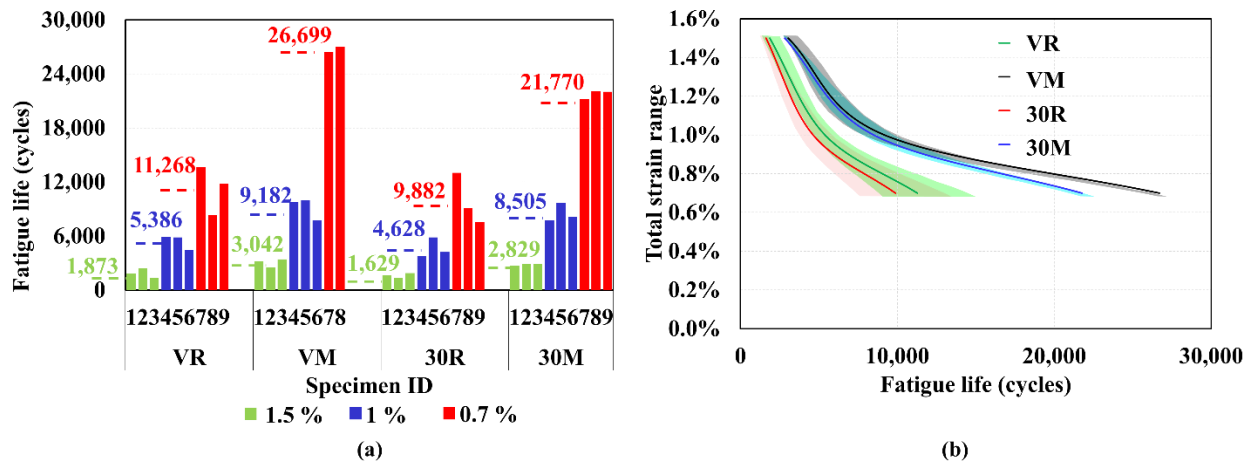 30,000
24,000
18,000
12,000
6,000
0
Fatigue life (cycles)
1,873
5,386
11,268
3,042
9,182
26,699
1,629
4,628
9,882
2,829
8,505
21,770
123456789 12345678 123456789 123456789
VR VM 30R 30M
Specimen ID
1.5 % 1 % 0.7 %
(a)
1.6%
1.4%
1.2%
1.0%
0.8%
0.6%
0.4%
0.2%
0.0%
Total strain range
VR
VM
30R
30M
0 10,000 20,000 30,000
Fatigue life (cycles)
(b)